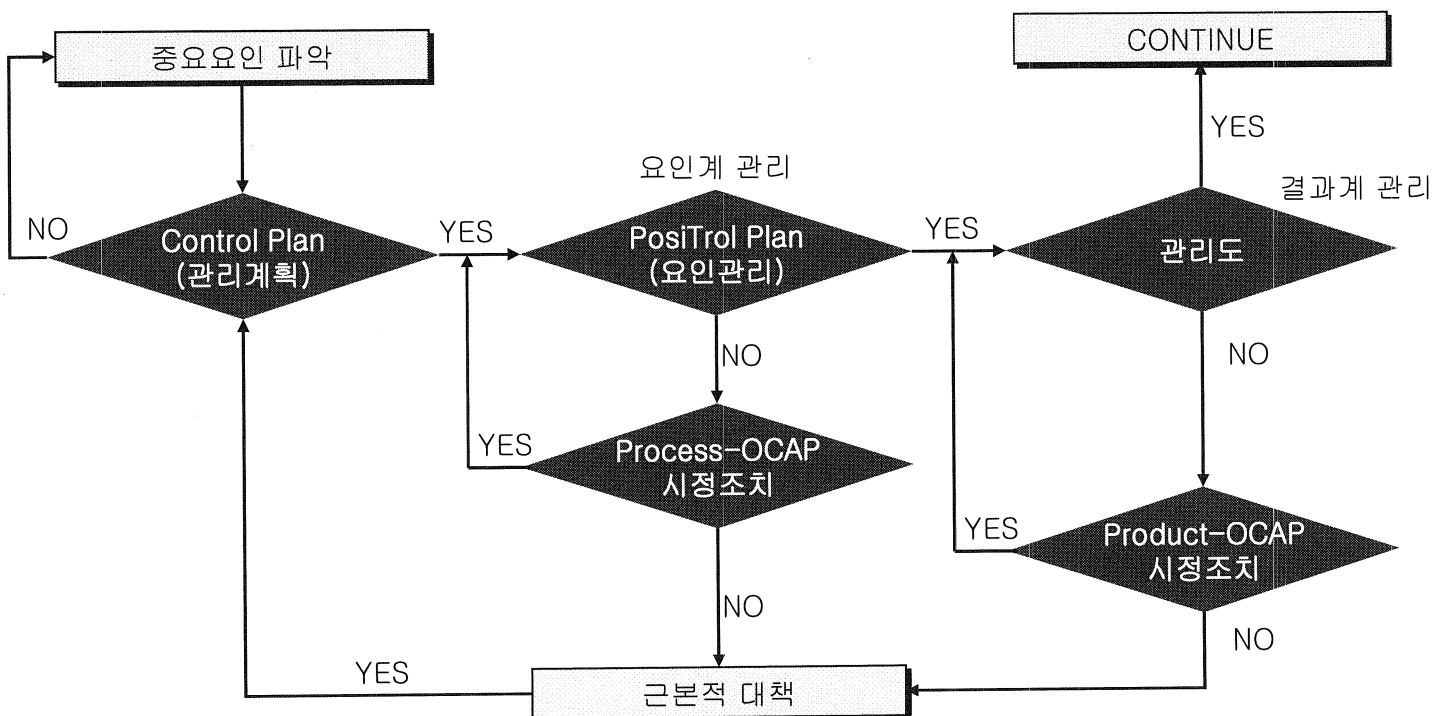 중요요인 파악
CONTINUE
YES
요인계 관리
결과계 관리
NO
Control Plan
(관리계획)
YES
PosiTrol Plan
(요인관리)
YES
관리도
NO
NO
YES
Process-OCAP
시정조치
YES
Product-OCAP
시정조치
NO
NO
YES
근본적 대책